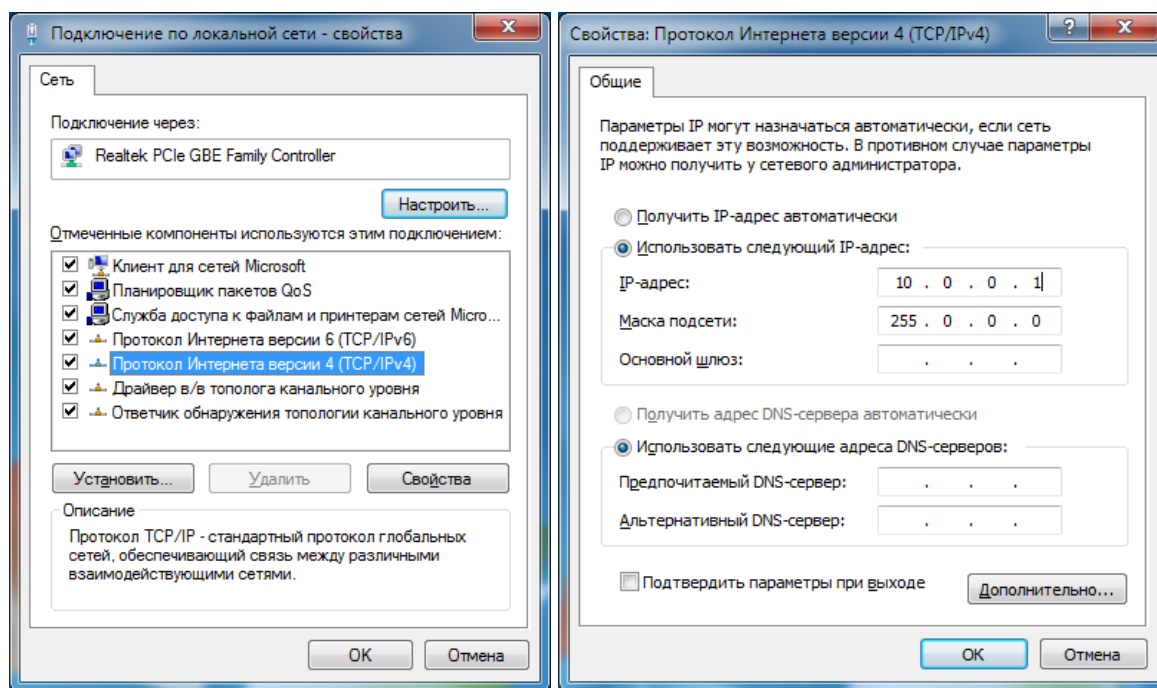 Подключение по локальной сети - свойства
Сеть
Подключение через:
Realtek PCIe GBE Family Controller
Настроить...
Отмеченные компоненты используются этим подключением:
Клиент для сетей Microsoft
Планировщик пакетов QoS
Служба доступа к файлам и принтерам сетей Micro...
Протокол Интернета версии 6 (TCP/IPv6)
Протокол Интернета версии 4 (TCP/IPv4)
Драйвер в/в тополога канального уровня
Ответчик обнаружения топологии канального уровня
Установить...
Удалить
Свойства
Описание
Протокол TCP/IP - стандартный протокол глобальных
сетей, обеспечивающий связь между различными
взаимодействующими сетями.
OK
Отмена
Свойства: Протокол Интернета версии 4 (TCP/IPv4)
Общие
Параметры IP могут назначаться автоматически, если сеть
поддерживает эту возможность. В противном случае параметры
IP можно получить у сетевого администратора.
Получить IP-адрес автоматически
Использовать следующий IP-адрес:
IP-адрес: 10 . 0 . 0 . 1
Маска подсети: 255 . 0 . 0 . 0
Основной шлюз: . . .
Получить адрес DNS-сервера автоматически
Использовать следующие адреса DNS-серверов:
Предпочитаемый DNS-сервер: . . .
Альтернативный DNS-сервер: . . .
Подтвердить параметры при выходе
Дополнительно...
OK
Отмена